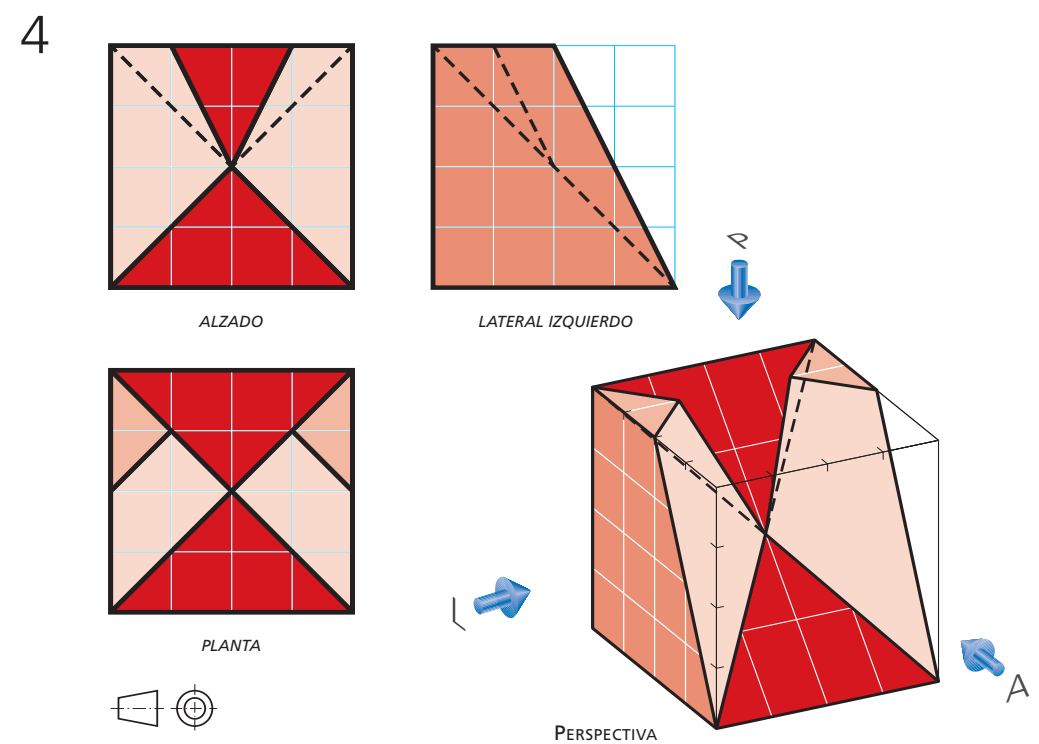 4
ALZADO
LATERAL IZQUIERDO
P
PLANTA
L
A
PERSPECTIVA